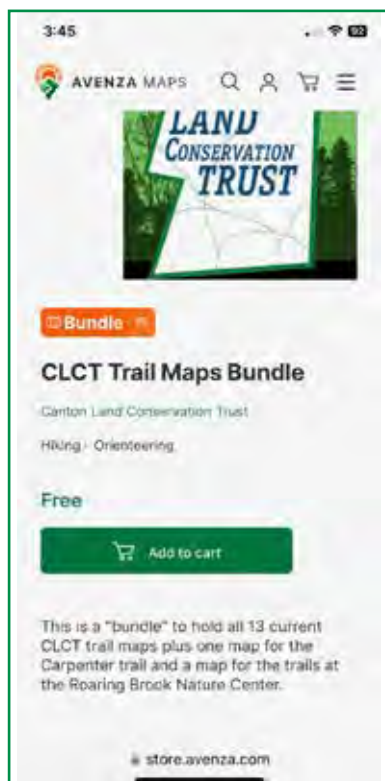 3:45
92
AVENZA MAPS
LAND
CONSERVATION
TRUST
Bundle
CLCT Trail Maps Bundle
Canton Land Conservation Trust
Hiking · Orienteering
Free
Add to cart
This is a "bundle" to hold all 13 current
CLCT trail maps plus one map for the
Carpenter trail and a map for the trails at
the Roaring Brook Nature Center.
store.avenza.com